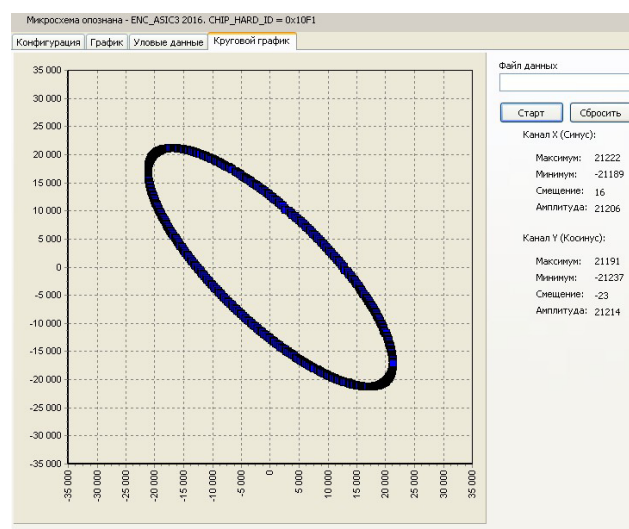 Микросхема опознана - ENC_ASIC3 2016. CHIP_HARD_ID = 0x10F1
Конфигурация График Уловые данные Круговой график
35 000
30 000
25 000
20 000
15 000
10 000
5 000
0
-5 000
-10 000
-15 000
-20 000
-25 000
-30 000
-35 000
-35 000 -30 000 -25 000 -20 000 -15 000 -10 000 -5 000 0 5 000 10 000 15 000 20 000 25 000 30 000 35 000
Файл данных
Старт Сбросить
Канал X (Синус):
Максимум: 21222
Минимум: -21189
Смещение: 16
Амплитуда: 21206
Канал Y (Косинус):
Максимум: 21191
Минимум: -21237
Смещение: -23
Амплитуда: 21214